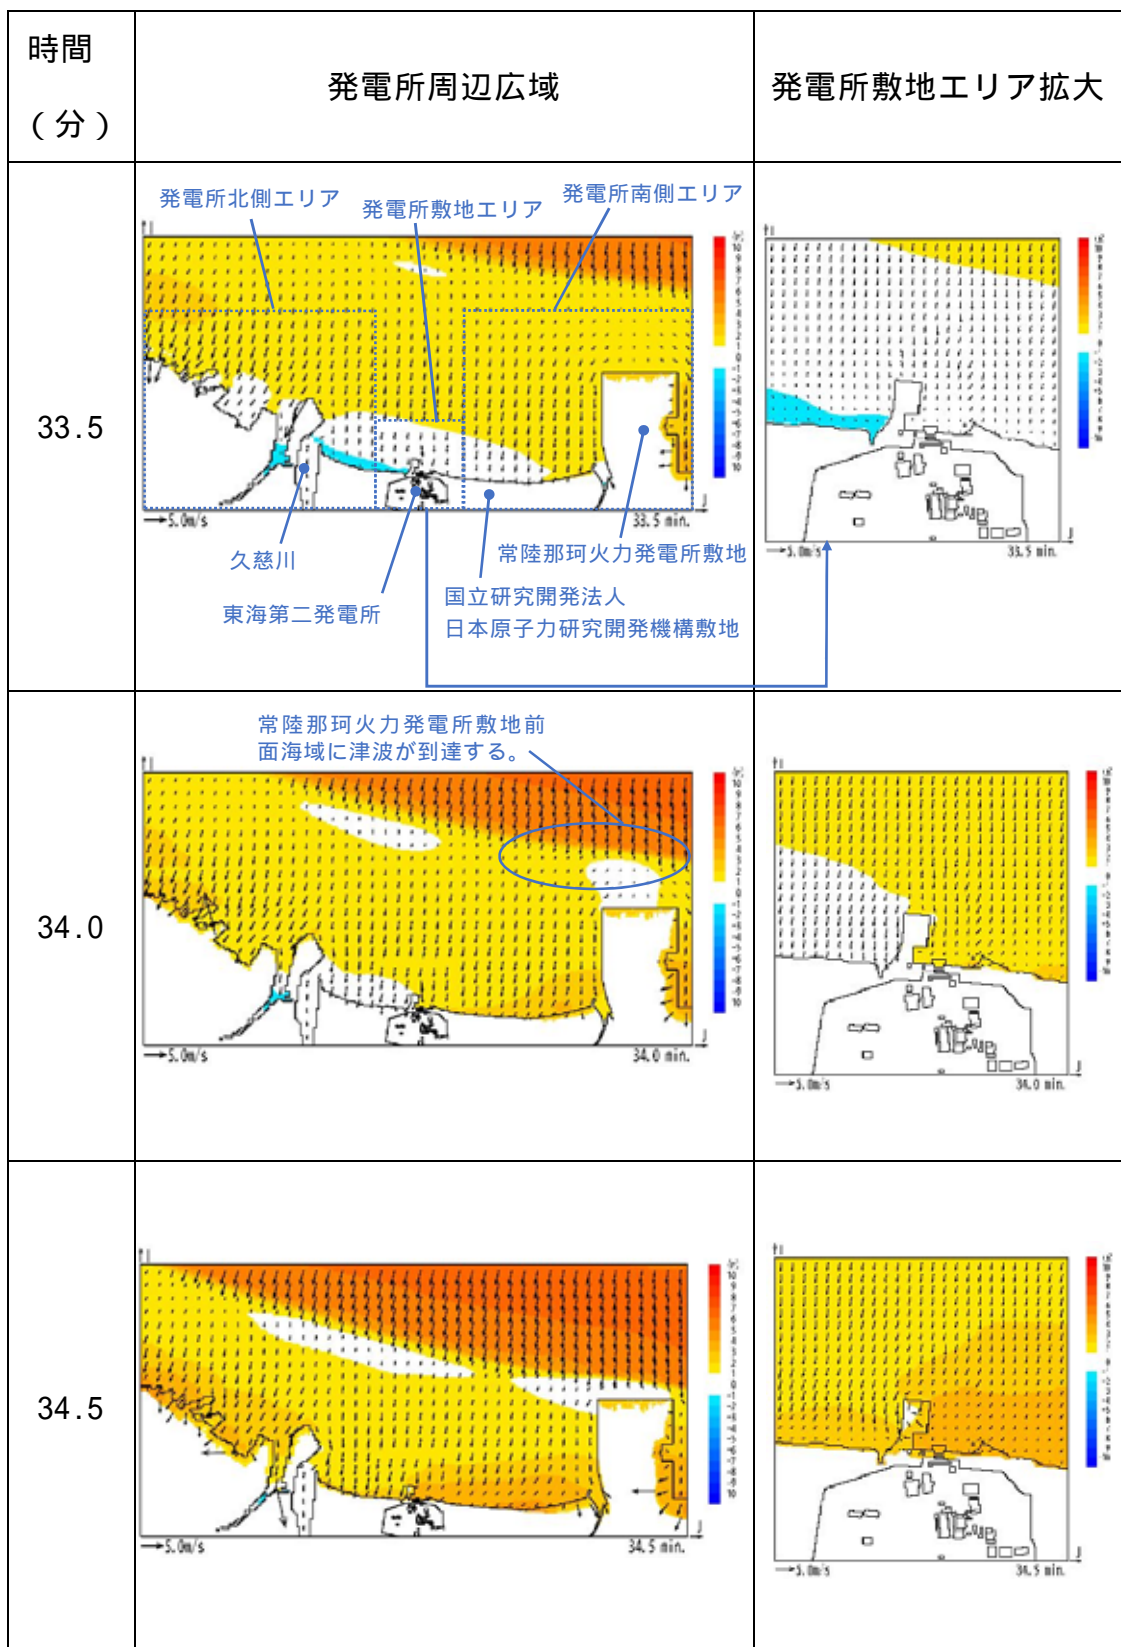 時間
（分）
発電所周辺広域
発電所敷地エリア拡大
33.5
発電所北側エリア
発電所敷地エリア
発電所南側エリア
→5.0m/s
33.5 min.
→5.0m/s
33.5 min.
久慈川
東海第二発電所
常陸那珂火力発電所敷地
国立研究開発法人
日本原子力研究開発機構敷地
34.0
常陸那珂火力発電所敷地前
面海域に津波が到達する。
→5.0m/s
34.0 min.
→5.0m/s
34.0 min.
34.5
→5.0m/s
34.5 min.
→5.0m/s
34.5 min.